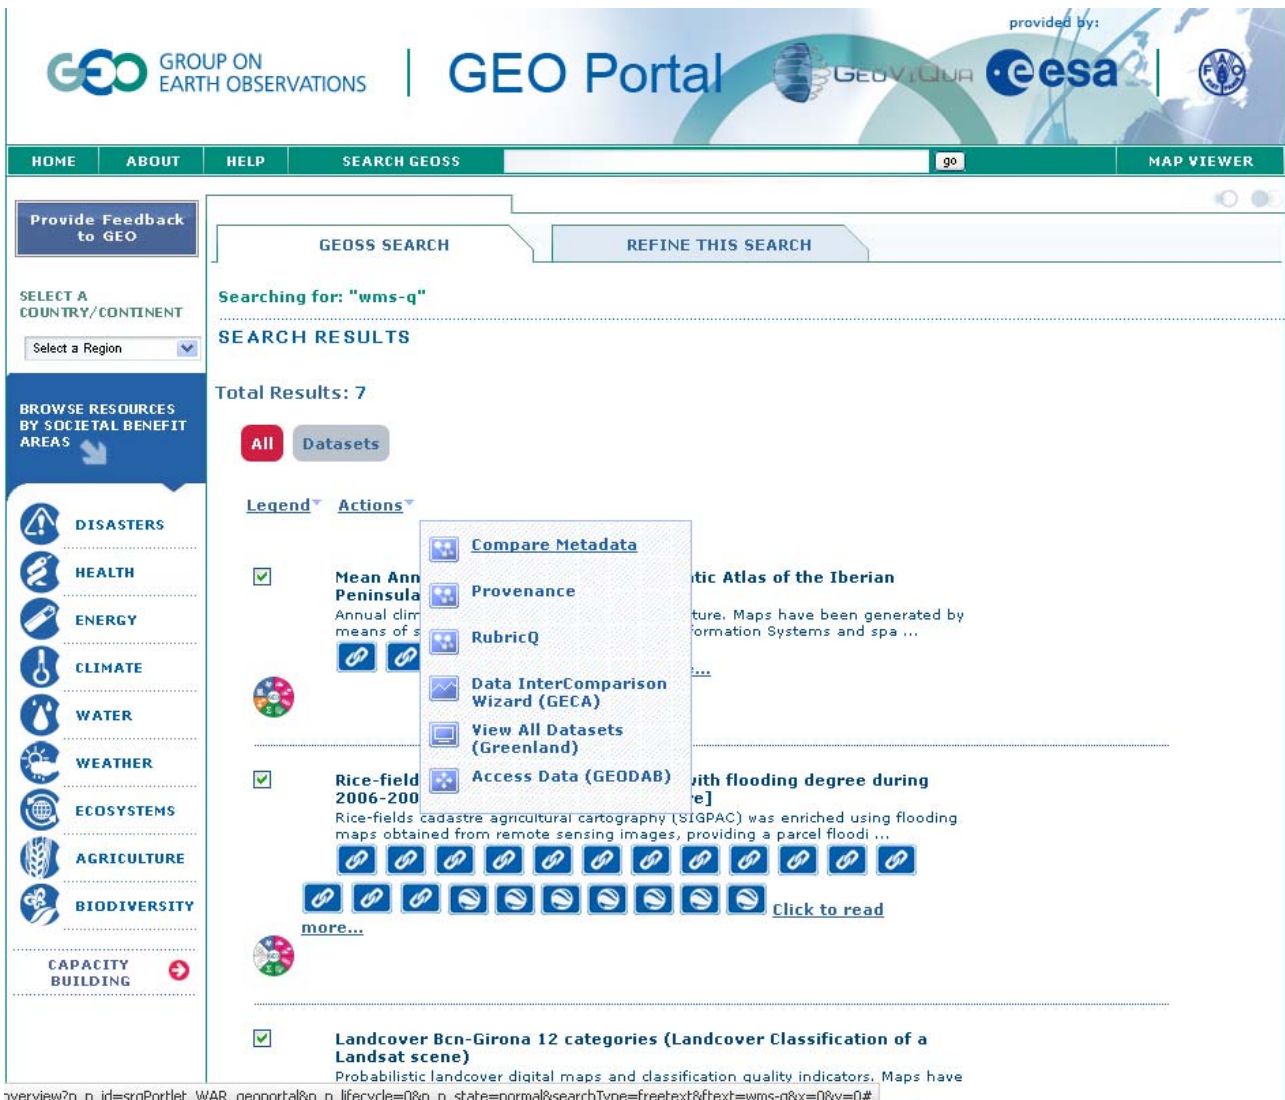 provided by:
GEO GROUP ON
EARTH OBSERVATIONS
GEO Portal
GEOVIQUA
esa
HOME ABOUT HELP SEARCH GEOSS go MAP VIEWER
Provide Feedback
to GEO
GEOSS SEARCH REFINE THIS SEARCH
SELECT A
COUNTRY/CONTINENT
Select a Region
Searching for: "wms-q"
SEARCH RESULTS
Total Results: 7
All Datasets
BROWSE RESOURCES
BY SOCIETAL BENEFIT
AREAS
DISASTERS
HEALTH
ENERGY
CLIMATE
WATER
WEATHER
ECOSYSTEMS
AGRICULTURE
BIODIVERSITY
CAPACITY
BUILDING
Legend Actions
Compare Metadata
Provenance
RubricQ
Data InterComparison
Wizard (GECA)
View All Datasets
(Greenland)
Access Data (GEODAB)
Mean Ann tic Atlas of the Iberian
Peninsula
Annual clim ture. Maps have been generated by
means of s ormation Systems and spa ...
...
Rice-field with flooding degree during
2006-200 e]
Rice-fields cadastre agricultural cartography (SIGPAC) was enriched using flooding
maps obtained from remote sensing images, providing a parcel floodi ...
Click to read
more...
Landcover Bcn-Girona 12 categories (Landcover Classification of a
Landsat scene)
Probabilistic landcover digital maps and classification quality indicators. Maps have
overview?p_p_id=srgPortlet_WAR_geoportal&p_p_lifecycle=0&p_p_state=normal&searchType=freetext&ftext=wms-q&x=0&y=0#